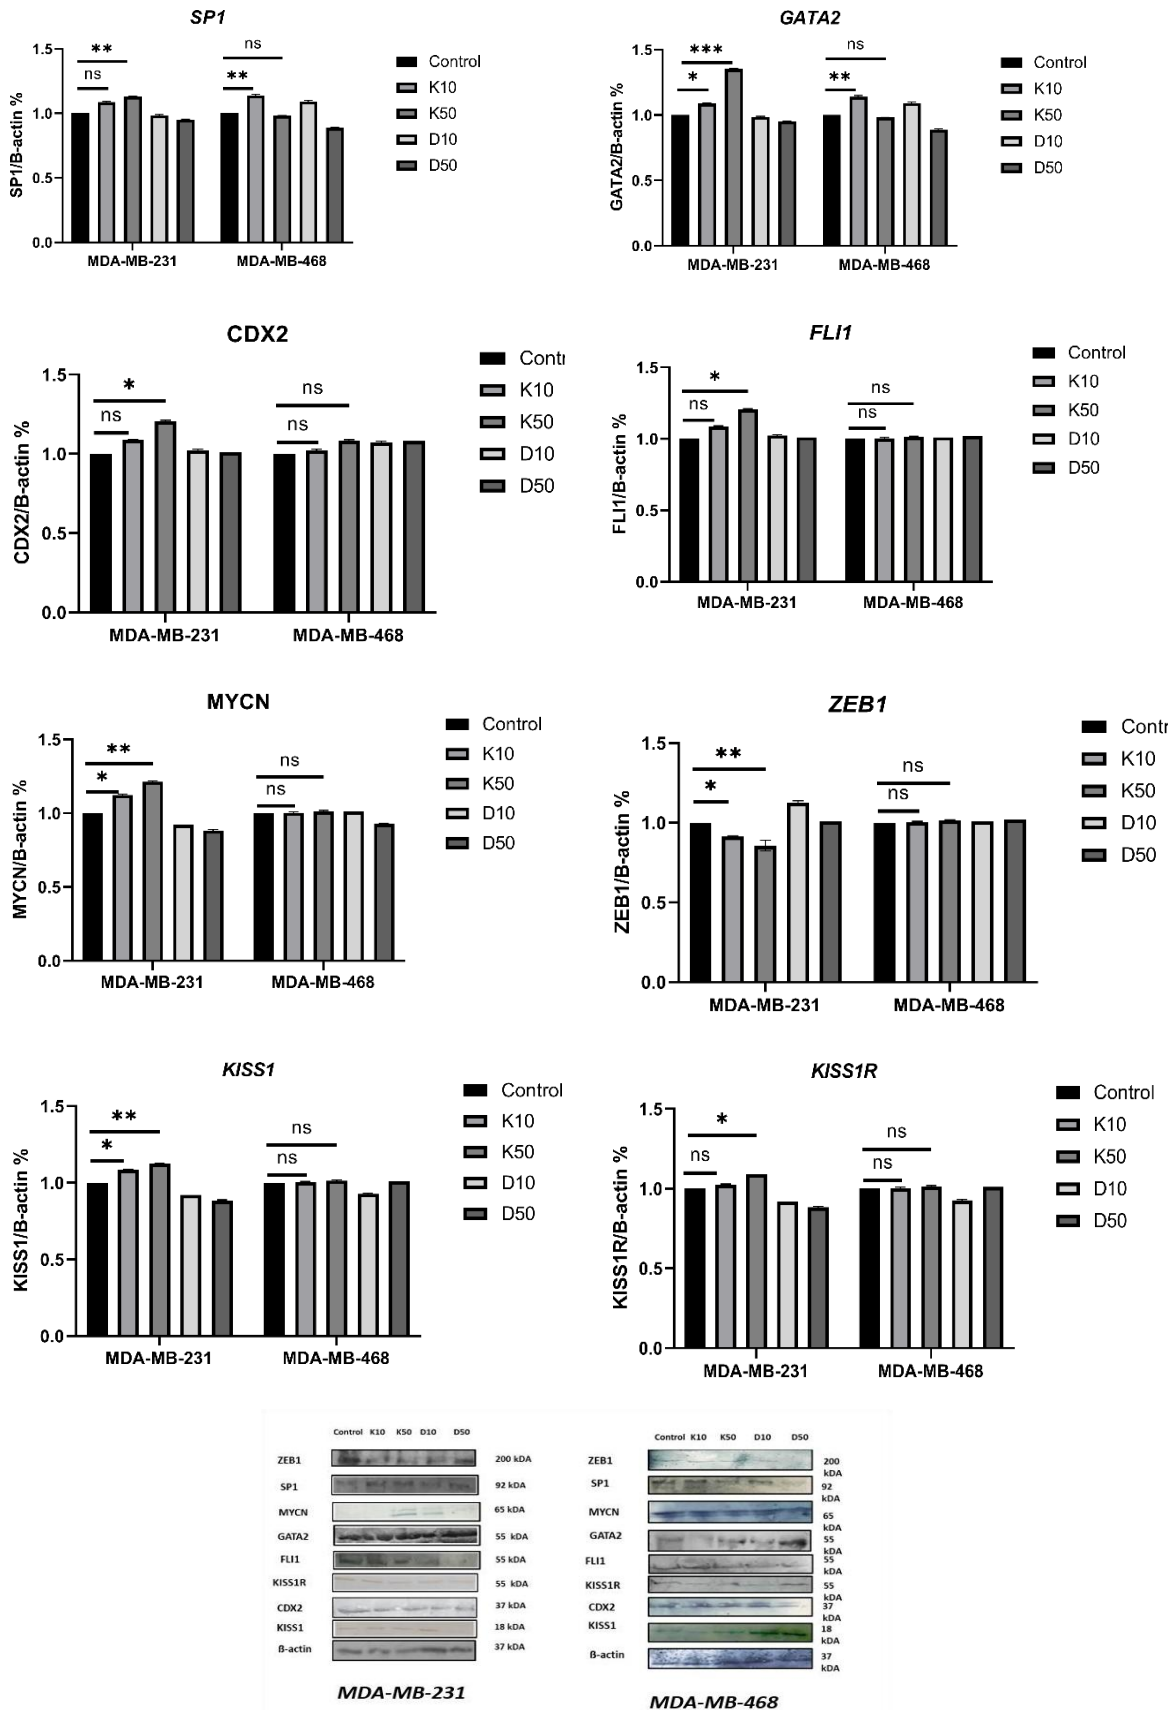 SP1
SP1/B-actin %
1.5
1.0
0.5
0.0
**
ns
ns
**
MDA-MB-231
MDA-MB-468
Control
K10
K50
D10
D50
GATA2
GATA2/B-actin %
1.5
1.0
0.5
0.0
***
*
ns
**
MDA-MB-231
MDA-MB-468
Control
K10
K50
D10
D50
CDX2
CDX2/B-actin %
1.5
1.0
0.5
0.0
*
ns
ns
ns
MDA-MB-231
MDA-MB-468
Contr
K10
K50
D10
D50
FLI1
FLI1/B-actin %
1.5
1.0
0.5
0.0
*
ns
ns
ns
MDA-MB-231
MDA-MB-468
Control
K10
K50
D10
D50
MYCN
MYCN/B-actin %
1.5
1.0
0.5
0.0
**
*
ns
ns
MDA-MB-231
MDA-MB-468
Control
K10
K50
D10
D50
ZEB1
ZEB1/B-actin %
1.5
1.0
0.5
0.0
**
*
ns
ns
MDA-MB-231
MDA-MB-468
Contr
K10
K50
D10
D50
KISS1
KISS1/B-actin %
1.5
1.0
0.5
0.0
**
*
ns
ns
MDA-MB-231
MDA-MB-468
Control
K10
K50
D10
D50
KISS1R
KISS1R/B-actin %
1.5
1.0
0.5
0.0
*
ns
ns
ns
MDA-MB-231
MDA-MB-468
Control
K10
K50
D10
D50
Control K10 K50 D10 D50
ZEB1 200 kDA
SP1 92 kDA
MYCN 65 kDA
GATA2 55 kDA
FLI1 55 kDA
KISS1R 55 kDA
CDX2 37 kDA
KISS1 18 kDA
ß-actin 37 kDA
MDA-MB-231
Control K10 K50 D10 D50
ZEB1 200
kDA
SP1 92
kDA
MYCN 65
kDA
GATA2 55
kDA
FLI1 55
kDA
KISS1R 55
kDA
CDX2 37
kDA
KISS1 18
kDA
ß-actin 37
kDA
MDA-MB-468